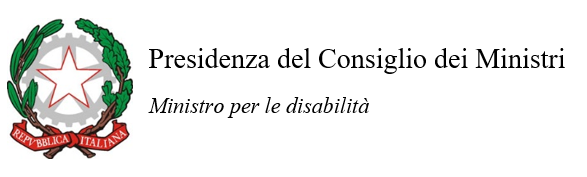 Presidenza del Consiglio dei Ministri
Ministro per le disabilità
REPVBBLICA ITALIANA